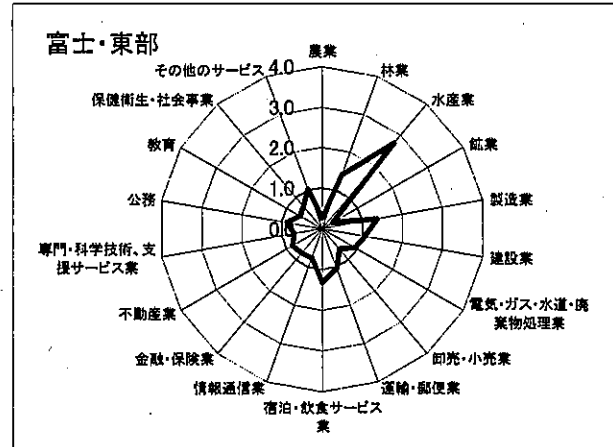 富士・東部
農業
林業
水産業
鉱業
製造業
建設業
電気・ガス・水道・廃
棄物処理業
卸売・小売業
運輸・郵便業
宿泊・飲食サービス
業
情報通信業
金融・保険業
不動産業
専門・科学技術、支
援サービス業
公務
教育
保健衛生・社会事業
その他のサービス
4.0
3.0
2.0
1.0
0.0